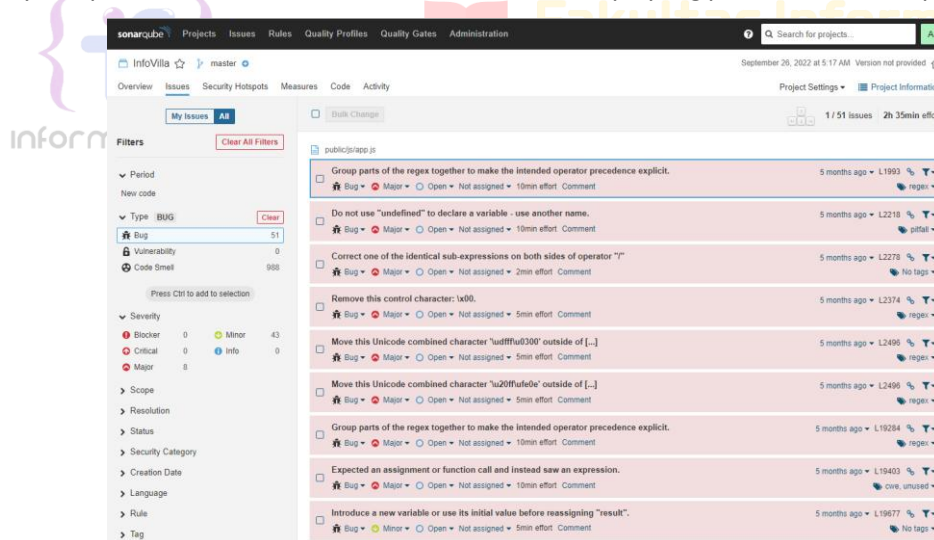 Fakultas Inform
inform
sonarqube Projects Issues Rules Quality Profiles Quality Gates Administration
Search for projects... A
InfoVilla master
September 26, 2022 at 5:17 AM Version not provided
Overview Issues Security Hotspots Measures Code Activity
Project Settings Project Informatio
My Issues All
Bulk Change
1 / 51 issues 2h 35min effo
Filters Clear All Filters
Period
New code
Type BUG Clear
Bug 51
Vulnerability 0
Code Smell 988
Press Ctrl to add to selection
Severity
Blocker 0 Minor 43
Critical 0 Info 0
Major 8
Scope
Resolution
Status
Security Category
Creation Date
Language
Rule
Tag
public/js/app.js
Group parts of the regex together to make the intended operator precedence explicit. 5 months ago L1993
Bug Major Open Not assigned 10min effort Comment regex
Do not use "undefined" to declare a variable - use another name. 5 months ago L2218
Bug Major Open Not assigned 10min effort Comment pitfall
Correct one of the identical sub-expressions on both sides of operator "/" 5 months ago L2278
Bug Major Open Not assigned 2min effort Comment No tags
Remove this control character: \x00. 5 months ago L2374
Bug Major Open Not assigned 5min effort Comment regex
Move this Unicode combined character '\udfff\u0300' outside of [...] 5 months ago L2496
Bug Major Open Not assigned 5min effort Comment regex
Move this Unicode combined character '\u20ff\ufe0e' outside of [...] 5 months ago L2496
Bug Major Open Not assigned 5min effort Comment regex
Group parts of the regex together to make the intended operator precedence explicit. 5 months ago L19284
Bug Major Open Not assigned 10min effort Comment regex
Expected an assignment or function call and instead saw an expression. 5 months ago L19403
Bug Major Open Not assigned 10min effort Comment cwe, unused
Introduce a new variable or use its initial value before reassigning "result". 5 months ago L19677
Bug Minor Open Not assigned 5min effort Comment No tags